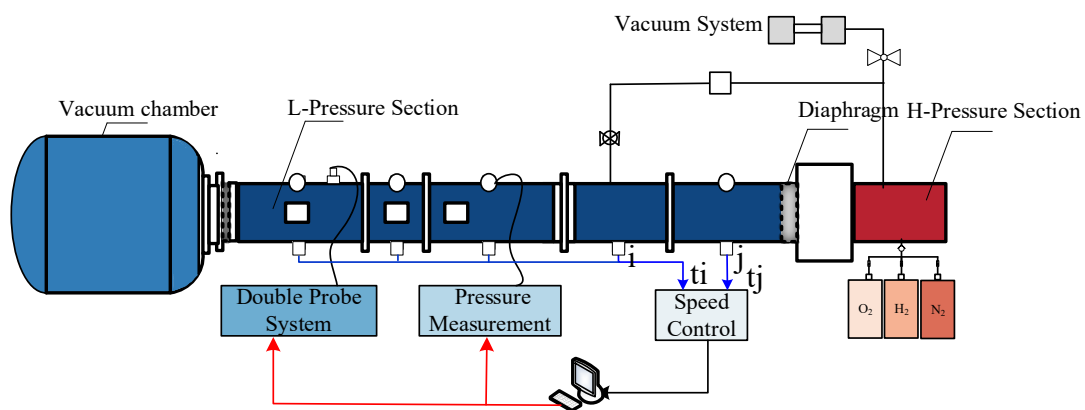 Vacuum System
Vacuum chamber
L-Pressure Section
Diaphragm
H-Pressure Section
i
j
ti
tj
Double Probe
System
Pressure
Measurement
Speed
Control
O₂
H₂
N₂